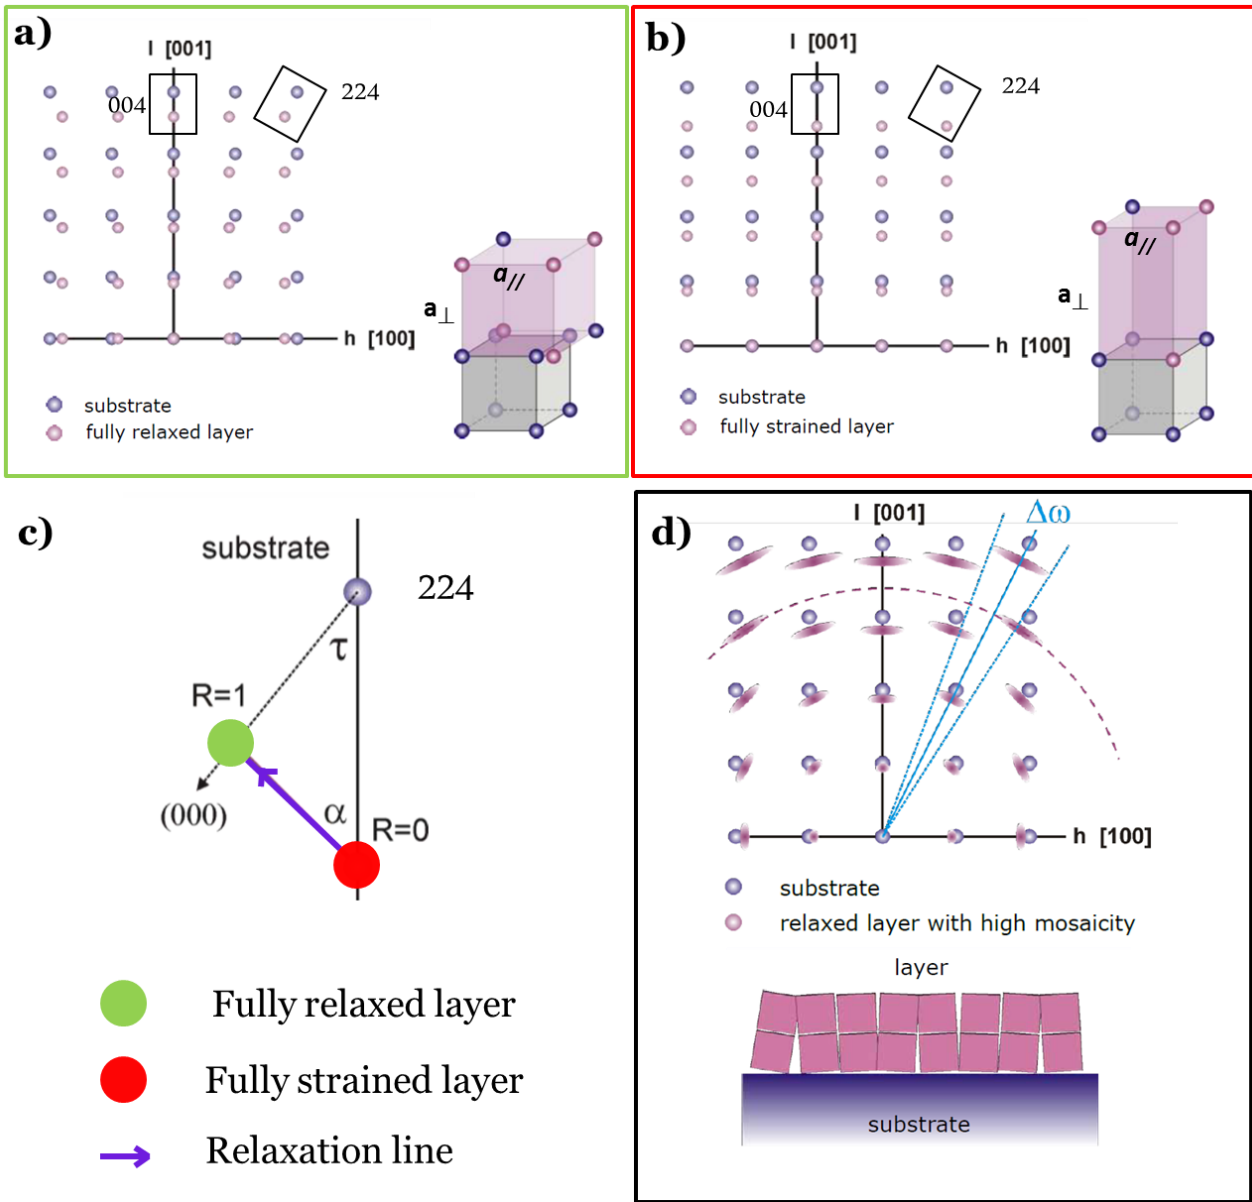 a)
l [001]
004
224
h [100]
a//
a⊥
substrate
fully relaxed layer
b)
l [001]
004
224
h [100]
a//
a⊥
substrate
fully strained layer
c)
substrate
224
τ
R=1
α
R=0
(000)
Fully relaxed layer
Fully strained layer
Relaxation line
d)
l [001]
Δω
h [100]
substrate
relaxed layer with high mosaicity
layer
substrate